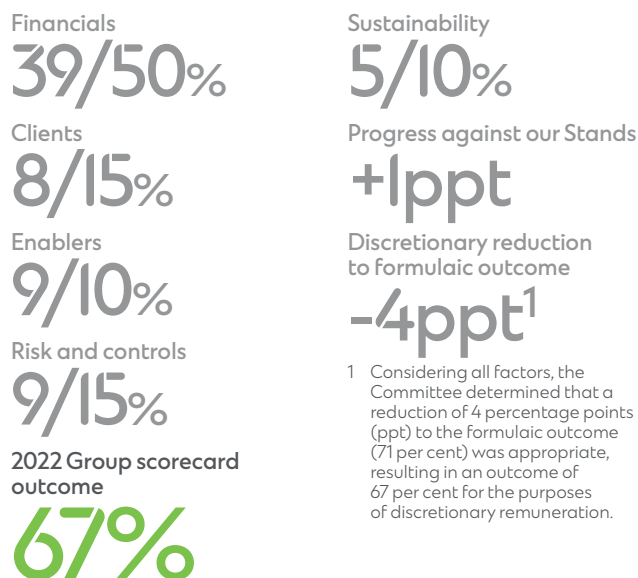 Financials
39/50%
Clients
8/15%
Enablers
9/10%
Risk and controls
9/15%
2022 Group scorecard
outcome
67%
Sustainability
5/10%
Progress against our Stands
+1ppt
Discretionary reduction
to formulaic outcome
-4ppt1
1 Considering all factors, the
Committee determined that a
reduction of 4 percentage points
(ppt) to the formulaic outcome
(71 per cent) was appropriate,
resulting in an outcome of
67 per cent for the purposes
of discretionary remuneration.